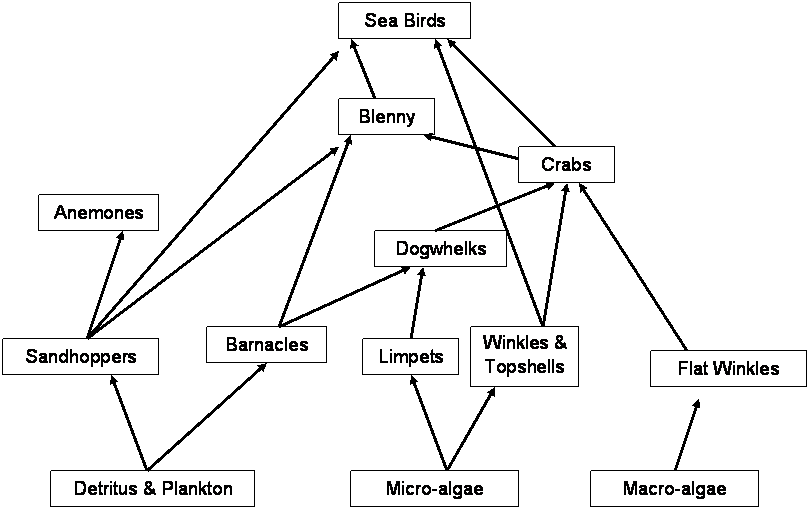 Sea Birds
Blenny
Crabs
Anemones
Dogwhelks
Sandhoppers
Barnacles
Limpets
Winkles &
Topshells
Flat Winkles
Detritus & Plankton
Micro-algae
Macro-algae